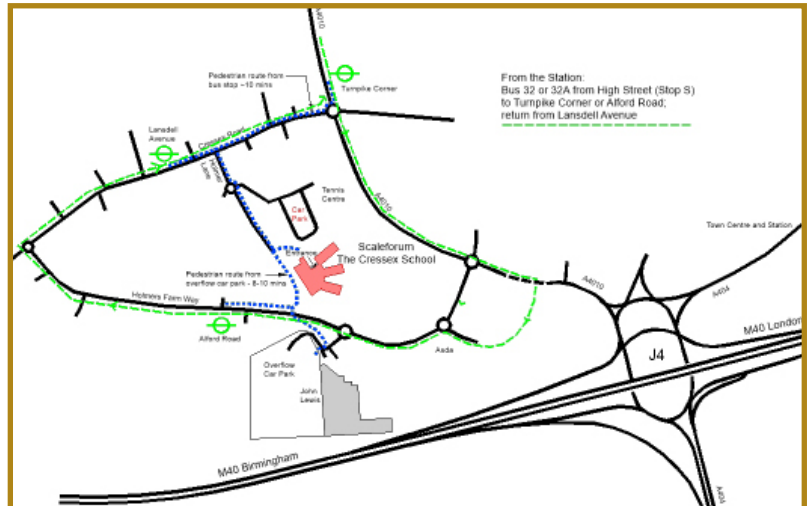 A4010
Pedestrian route from
bus stop ~10 mins
Turnpike Corner
From the Station:
Bus 32 or 32A from High Street (Stop S)
to Turnpike Corner or Alford Road;
return from Lansdell Avenue
Lansdell
Avenue
Cressex Road
Holmer
Lane
Tennis
Centre
Car
Park
A4010
Town Centre and Station
Entrance
Scaleforum
The Cressex School
Pedestrian route from
overflow car park - 8-10 mins
A4010
A404
Holmers Farm Way
M40 London
Alford Road
Asda
J4
Overflow
Car Park
John
Lewis
M40 Birmingham
A404